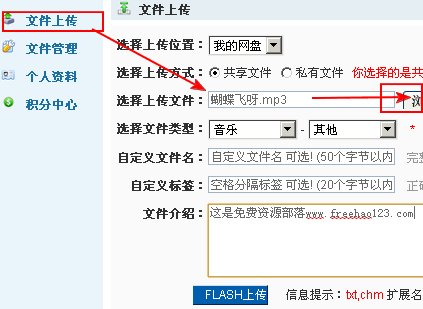 文件上传
文件管理
个人资料
积分中心
文件上传
选择上传位置：我的网盘
选择上传方式：共享文件 私有文件 你选择的是共
选择上传文件：蝴蝶飞呀.mp3
选择文件类型：音乐 - 其他 *
自定义文件名：自定义文件名 可选! (50个字节以内 完整
自定义标签：空格分隔标签 可选! (20个字节以内 正确
文件介绍：这是免费资源部落www.freehao123.com
FLASH上传 信息提示：txt,chm 扩展名